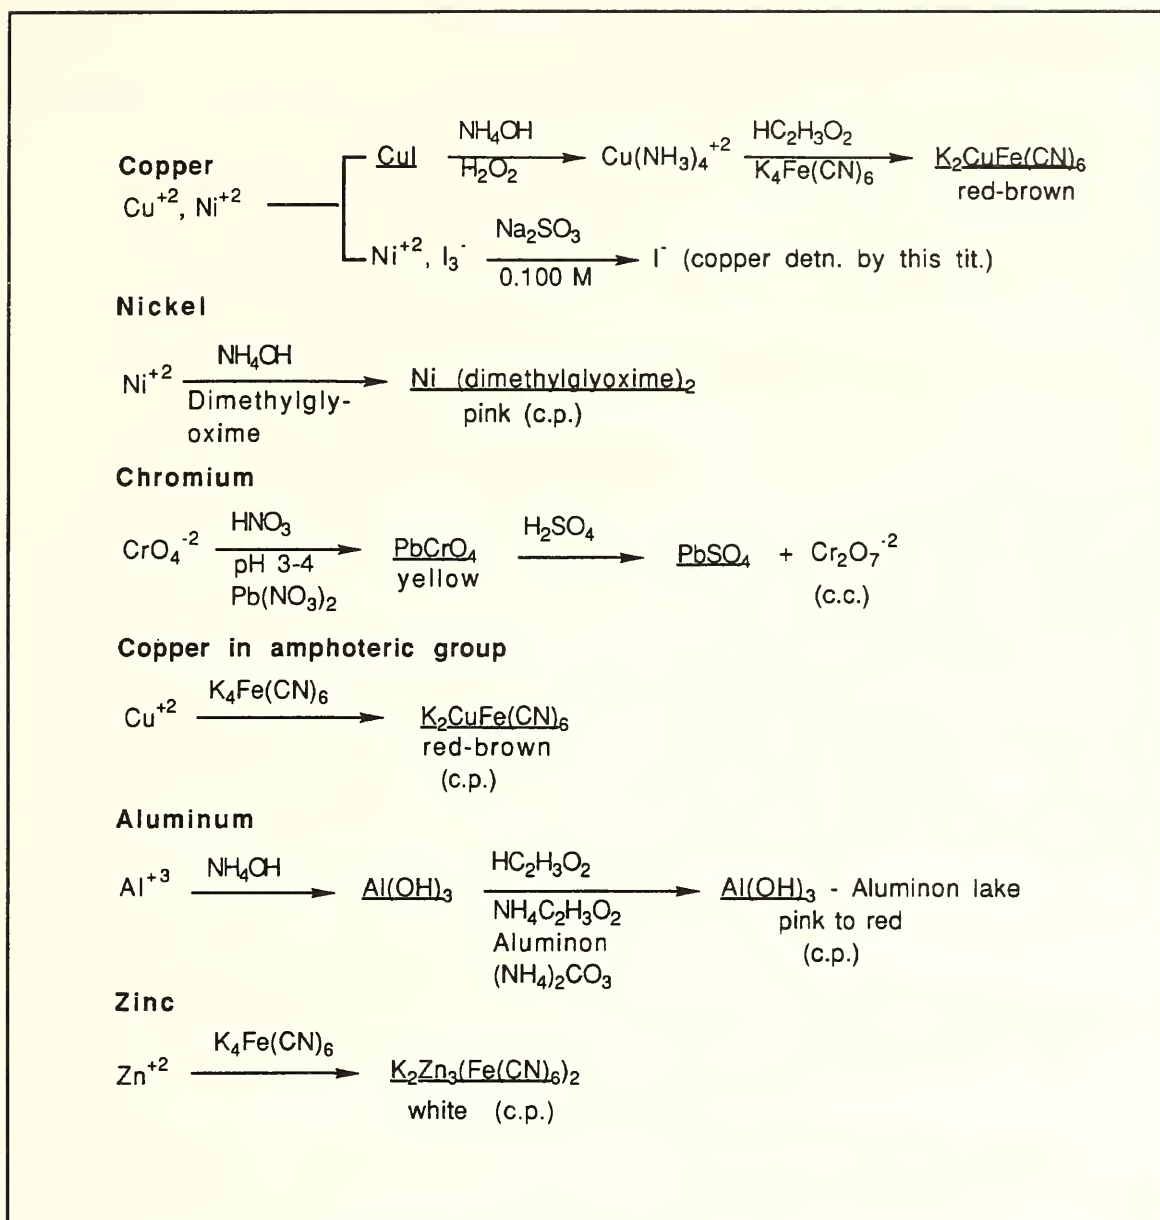 Copper
Cu+2, Ni+2
CuI NH4OH H2O2 Cu(NH3)4+2 HC2H3O2 K4Fe(CN)6 K2CuFe(CN)6
red-brown
Ni+2, I3- Na2SO3 0.100 M I- (copper detn. by this tit.)
Nickel
Ni+2 NH4OH Dimethylgly-
oxime
Ni (dimethylglyoxime)2
pink (c.p.)
Chromium
CrO4-2 HNO3 pH 3-4
Pb(NO3)2
PbCrO4
yellow
H2SO4
PbSO4 + Cr2O7-2
(c.c.)
Copper in amphoteric group
Cu+2 K4Fe(CN)6 K2CuFe(CN)6
red-brown
(c.p.)
Aluminum
Al+3 NH4OH Al(OH)3 HC2H3O2
NH4C2H3O2
Aluminon
(NH4)2CO3
Al(OH)3 - Aluminon lake
pink to red
(c.p.)
Zinc
Zn+2 K4Fe(CN)6 K2Zn3(Fe(CN)6)2
white (c.p.)